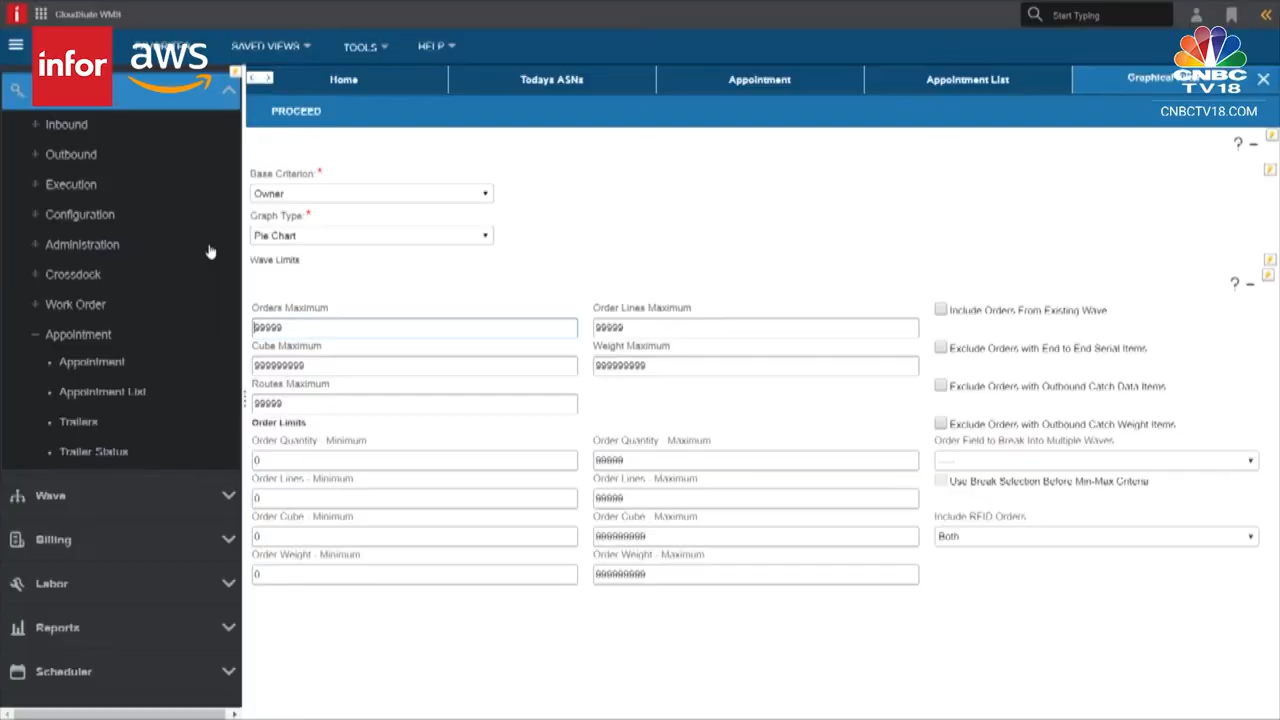 CloudSuite WMS
Start Typing
infor
aws
FAVORITES
SAVED VIEWS
TOOLS
HELP
CNBC
TV18
CNBCTV18.COM
Home
Todays ASNs
Appointment
Appointment List
PROCEED
Inbound
Outbound
Execution
Configuration
Administration
Crossdock
Work Order
Appointment
Appointment
Appointment List
Trailers
Trailer Status
Wave
Billing
Labor
Reports
Scheduler
Base Criterion: *
Owner
Graph Type: *
Pie Chart
Wave Limits
Orders Maximum
99999
Order Lines Maximum
99999
Include Orders From Existing Wave
Cube Maximum
999999999
Weight Maximum
999999999
Exclude Orders with End to End Serial Items
Routes Maximum
99999
Exclude Orders with Outbound Catch Data Items
Order Limits
Exclude Orders with Outbound Catch Weight Items
Order Quantity - Minimum
0
Order Quantity - Maximum
99999
Order Field to Break Into Multiple Waves
Order Lines - Minimum
0
Order Lines - Maximum
99999
Use Break Selection Before Min-Max Criteria
Order Cube - Minimum
0
Order Cube - Maximum
999999999
Include RFID Orders
Both
Order Weight - Minimum
0
Order Weight - Maximum
999999999